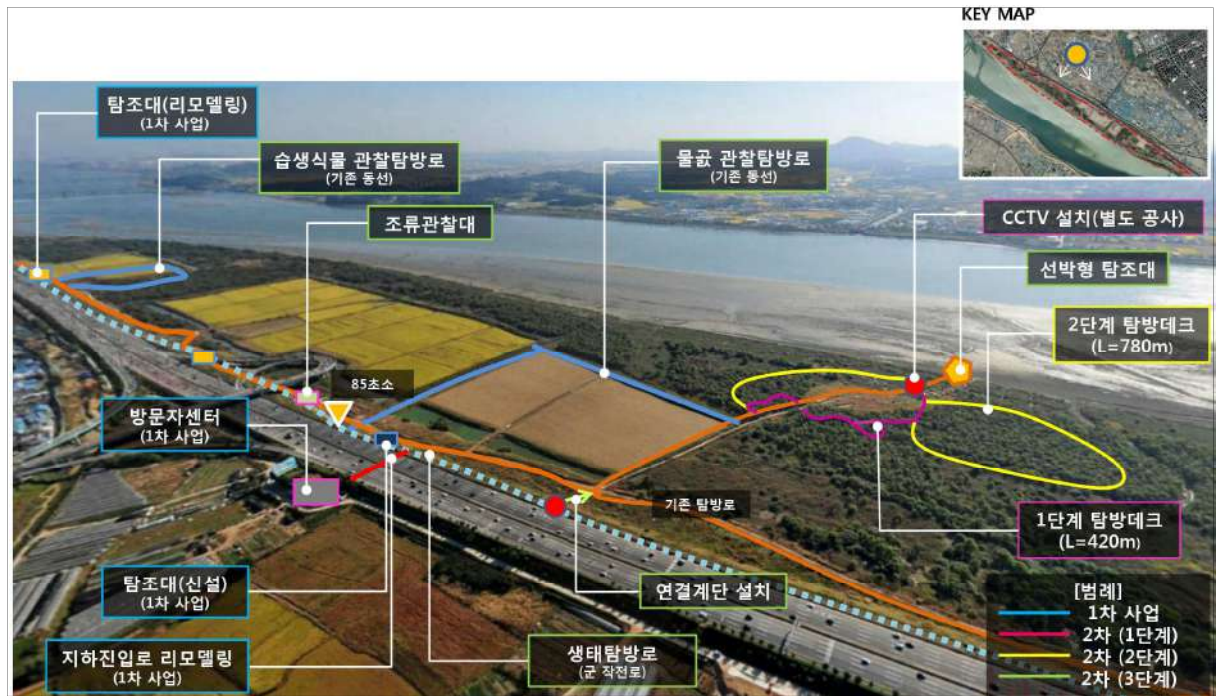 KEY MAP
탐조대(리모델링)
(1차 사업)
습생식물 관찰탐방로
(기존 동선)
물곬 관찰탐방로
(기존 동선)
조류관찰대
CCTV 설치(별도 공사)
선박형 탐조대
2단계 탐방데크
(L=780m)
85초소
방문자센터
(1차 사업)
기존 탐방로
1단계 탐방데크
(L=420m)
탐조대(신설)
(1차 사업)
연결계단 설치
지하진입로 리모델링
(1차 사업)
생태탐방로
(군 작전로)
[범례]
1차 사업
2차 (1단계)
2차 (2단계)
2차 (3단계)